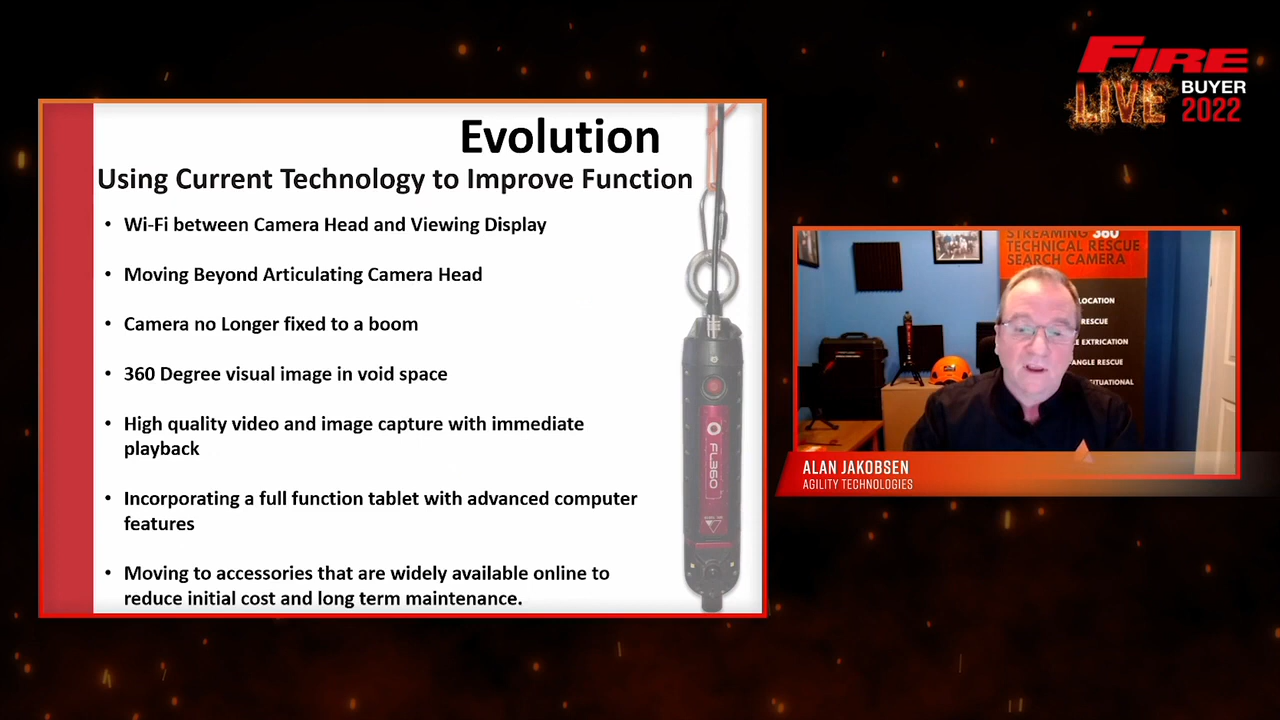 FIRE
LIVE
BUYER
2022
Evolution
Using Current Technology to Improve Function
• Wi-Fi between Camera Head and Viewing Display
• Moving Beyond Articulating Camera Head
• Camera no Longer fixed to a boom
• 360 Degree visual image in void space
• High quality video and image capture with immediate
playback
• Incorporating a full function tablet with advanced computer
features
• Moving to accessories that are widely available online to
reduce initial cost and long term maintenance.
FL360
STREAMING 360
TECHNICAL RESCUE
SEARCH CAMERA
LOCATION
RESCUE
EXTRICATION
ANGLE RESCUE
ALAN JAKOBSEN
AGILITY TECHNOLOGIES